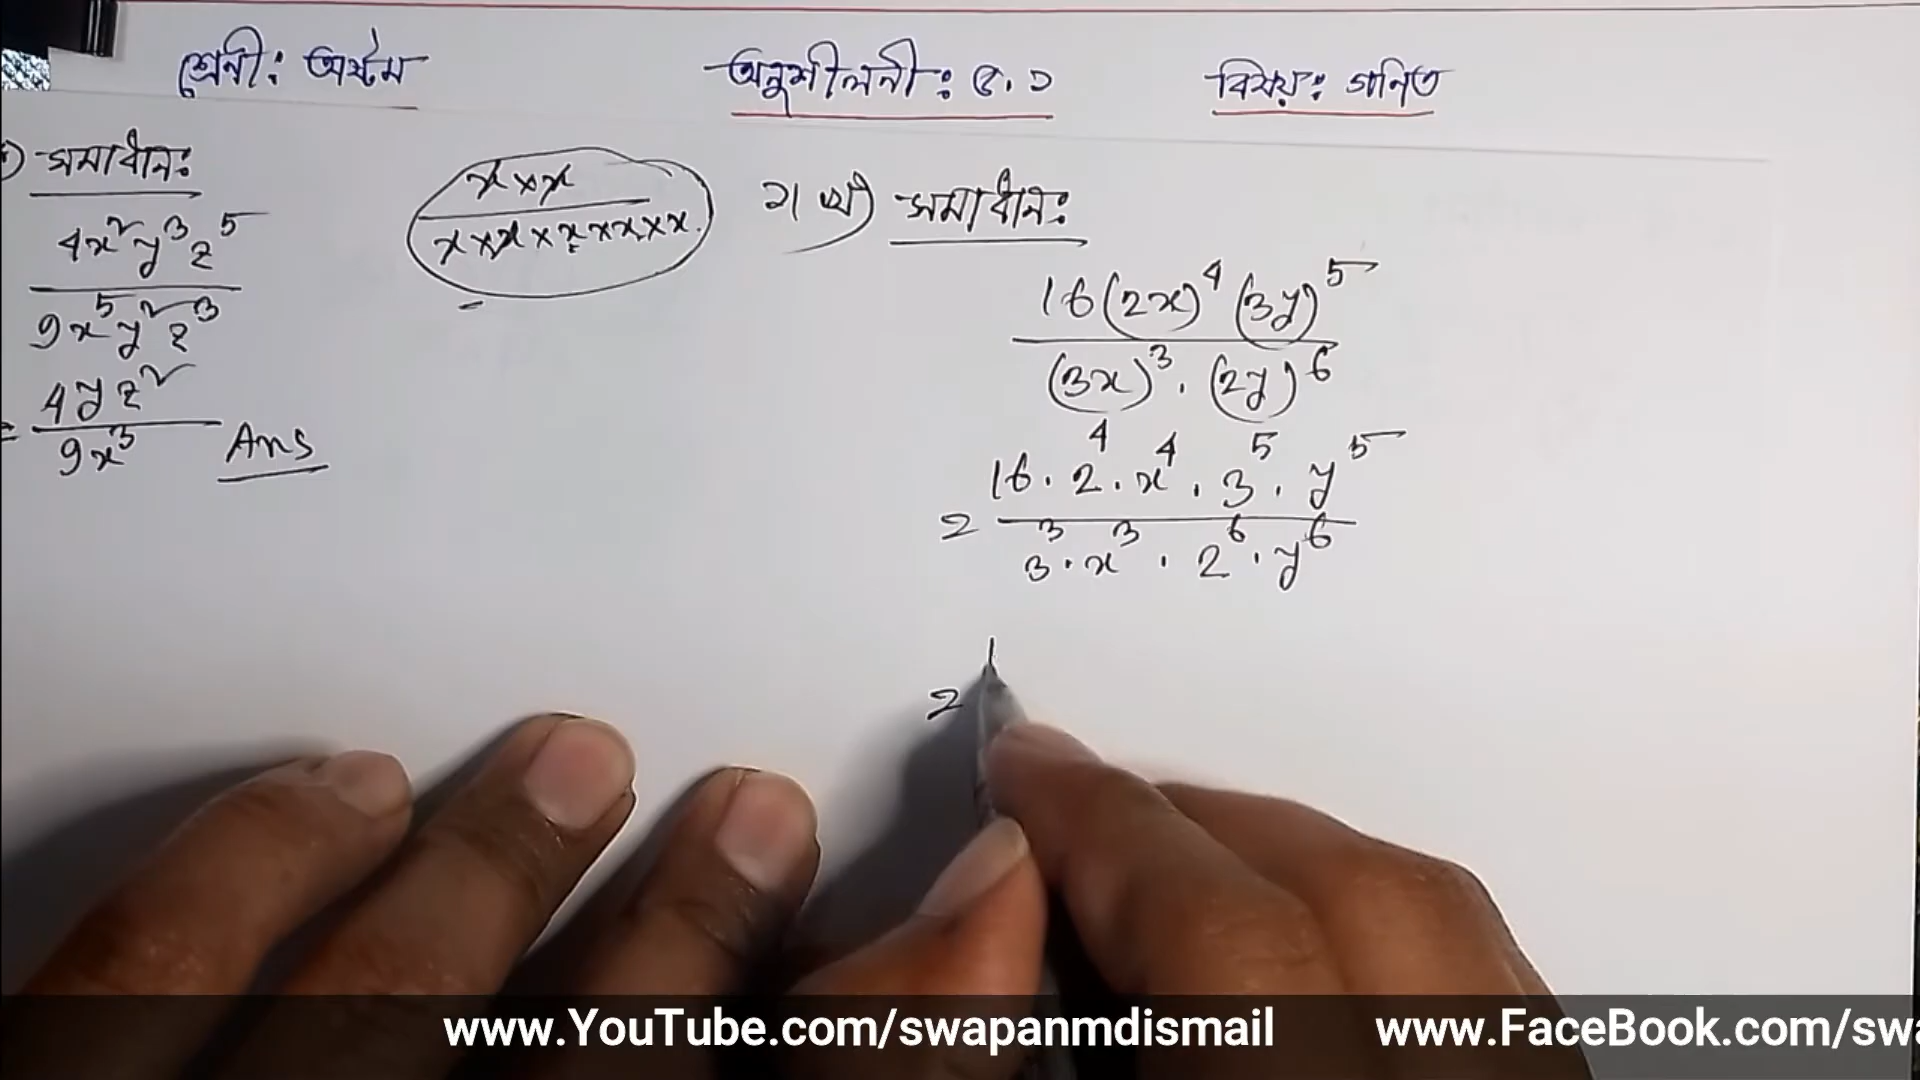 শ্রেনী: অষ্টম
অনুশীলনী: ৫.১
বিষয়: গনিত
সমাধান:
4x²y³z⁵
9x⁵y²z³
= 4yz²
9x³
Ans
x×x
x×x×x×x×x
১। খ) সমাধান:
16(2x)⁴(3y)⁵
(3x)³.(2y)⁶
= 16.2⁴.x⁴.3⁵.y⁵
3³.x³.2⁶.y⁶
=
www.YouTube.com/swapanmdismail
www.FaceBook.com/swa